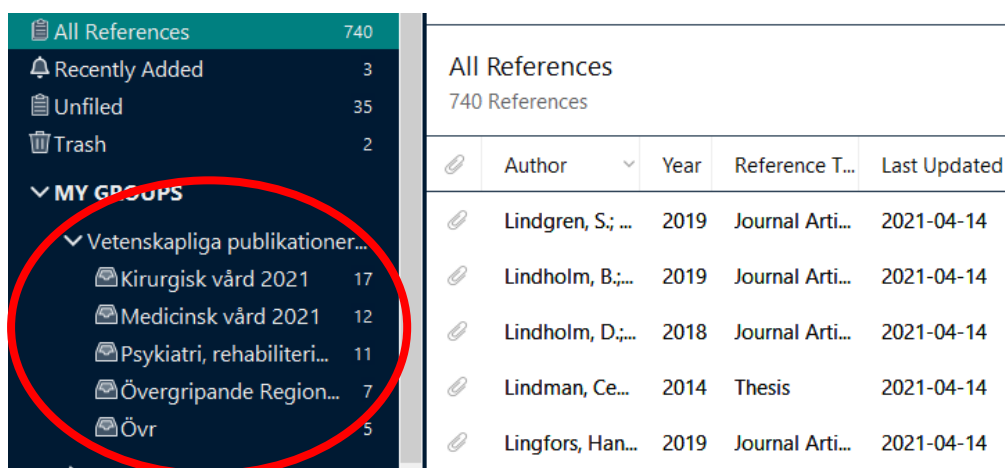 All References 740
Recently Added 3
Unfiled 35
Trash 2
MY GROUPS
Vetenskapliga publikationer...
Kirurgisk vård 2021 17
Medicinsk vård 2021 12
Psykiatri, rehabiliteri... 11
Övergripande Region... 7
Övr 5
All References
740 References
Author Year Reference T... Last Updated
Lindgren, S.; ... 2019 Journal Arti... 2021-04-14
Lindholm, B.;... 2019 Journal Arti... 2021-04-14
Lindholm, D.;... 2018 Journal Arti... 2021-04-14
Lindman, Ce... 2014 Thesis 2021-04-14
Lingfors, Han... 2019 Journal Arti... 2021-04-14